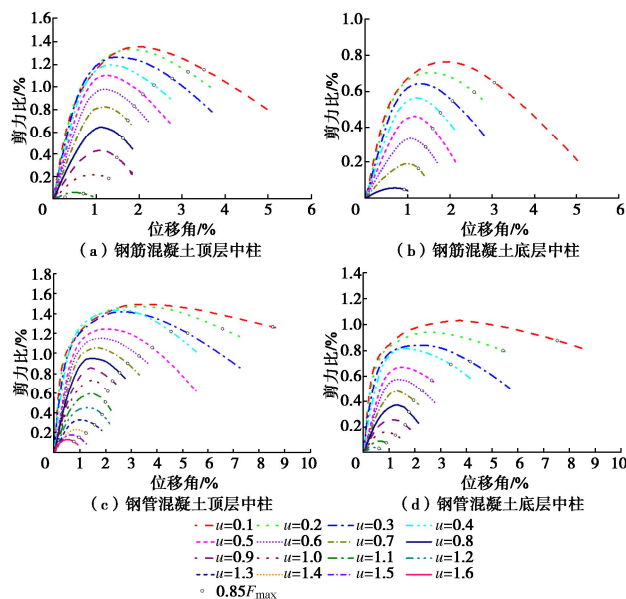 剪力比/%
1.6
1.4
1.2
1.0
0.8
0.6
0.4
0.2
0 1 2 3 4 5 6
位移角/%
(a) 钢筋混凝土顶层中柱
剪力比/%
1.0
0.8
0.6
0.4
0.2
0 1 2 3 4 5 6
位移角/%
(b) 钢筋混凝土底层中柱
剪力比/%
1.8
1.6
1.4
1.2
1.0
0.8
0.6
0.4
0.2
0 1 2 3 4 5 6 7 8 9 10
位移角/%
(c) 钢管混凝土顶层中柱
剪力比/%
1.4
1.2
1.0
0.8
0.6
0.4
0.2
0 1 2 3 4 5 6 7 8 9 10
位移角/%
(d) 钢管混凝土底层中柱
u=0.1 u=0.2 u=0.3 u=0.4
u=0.5 u=0.6 u=0.7 u=0.8
u=0.9 u=1.0 u=1.1 u=1.2
u=1.3 u=1.4 u=1.5 u=1.6
0.85Fmax